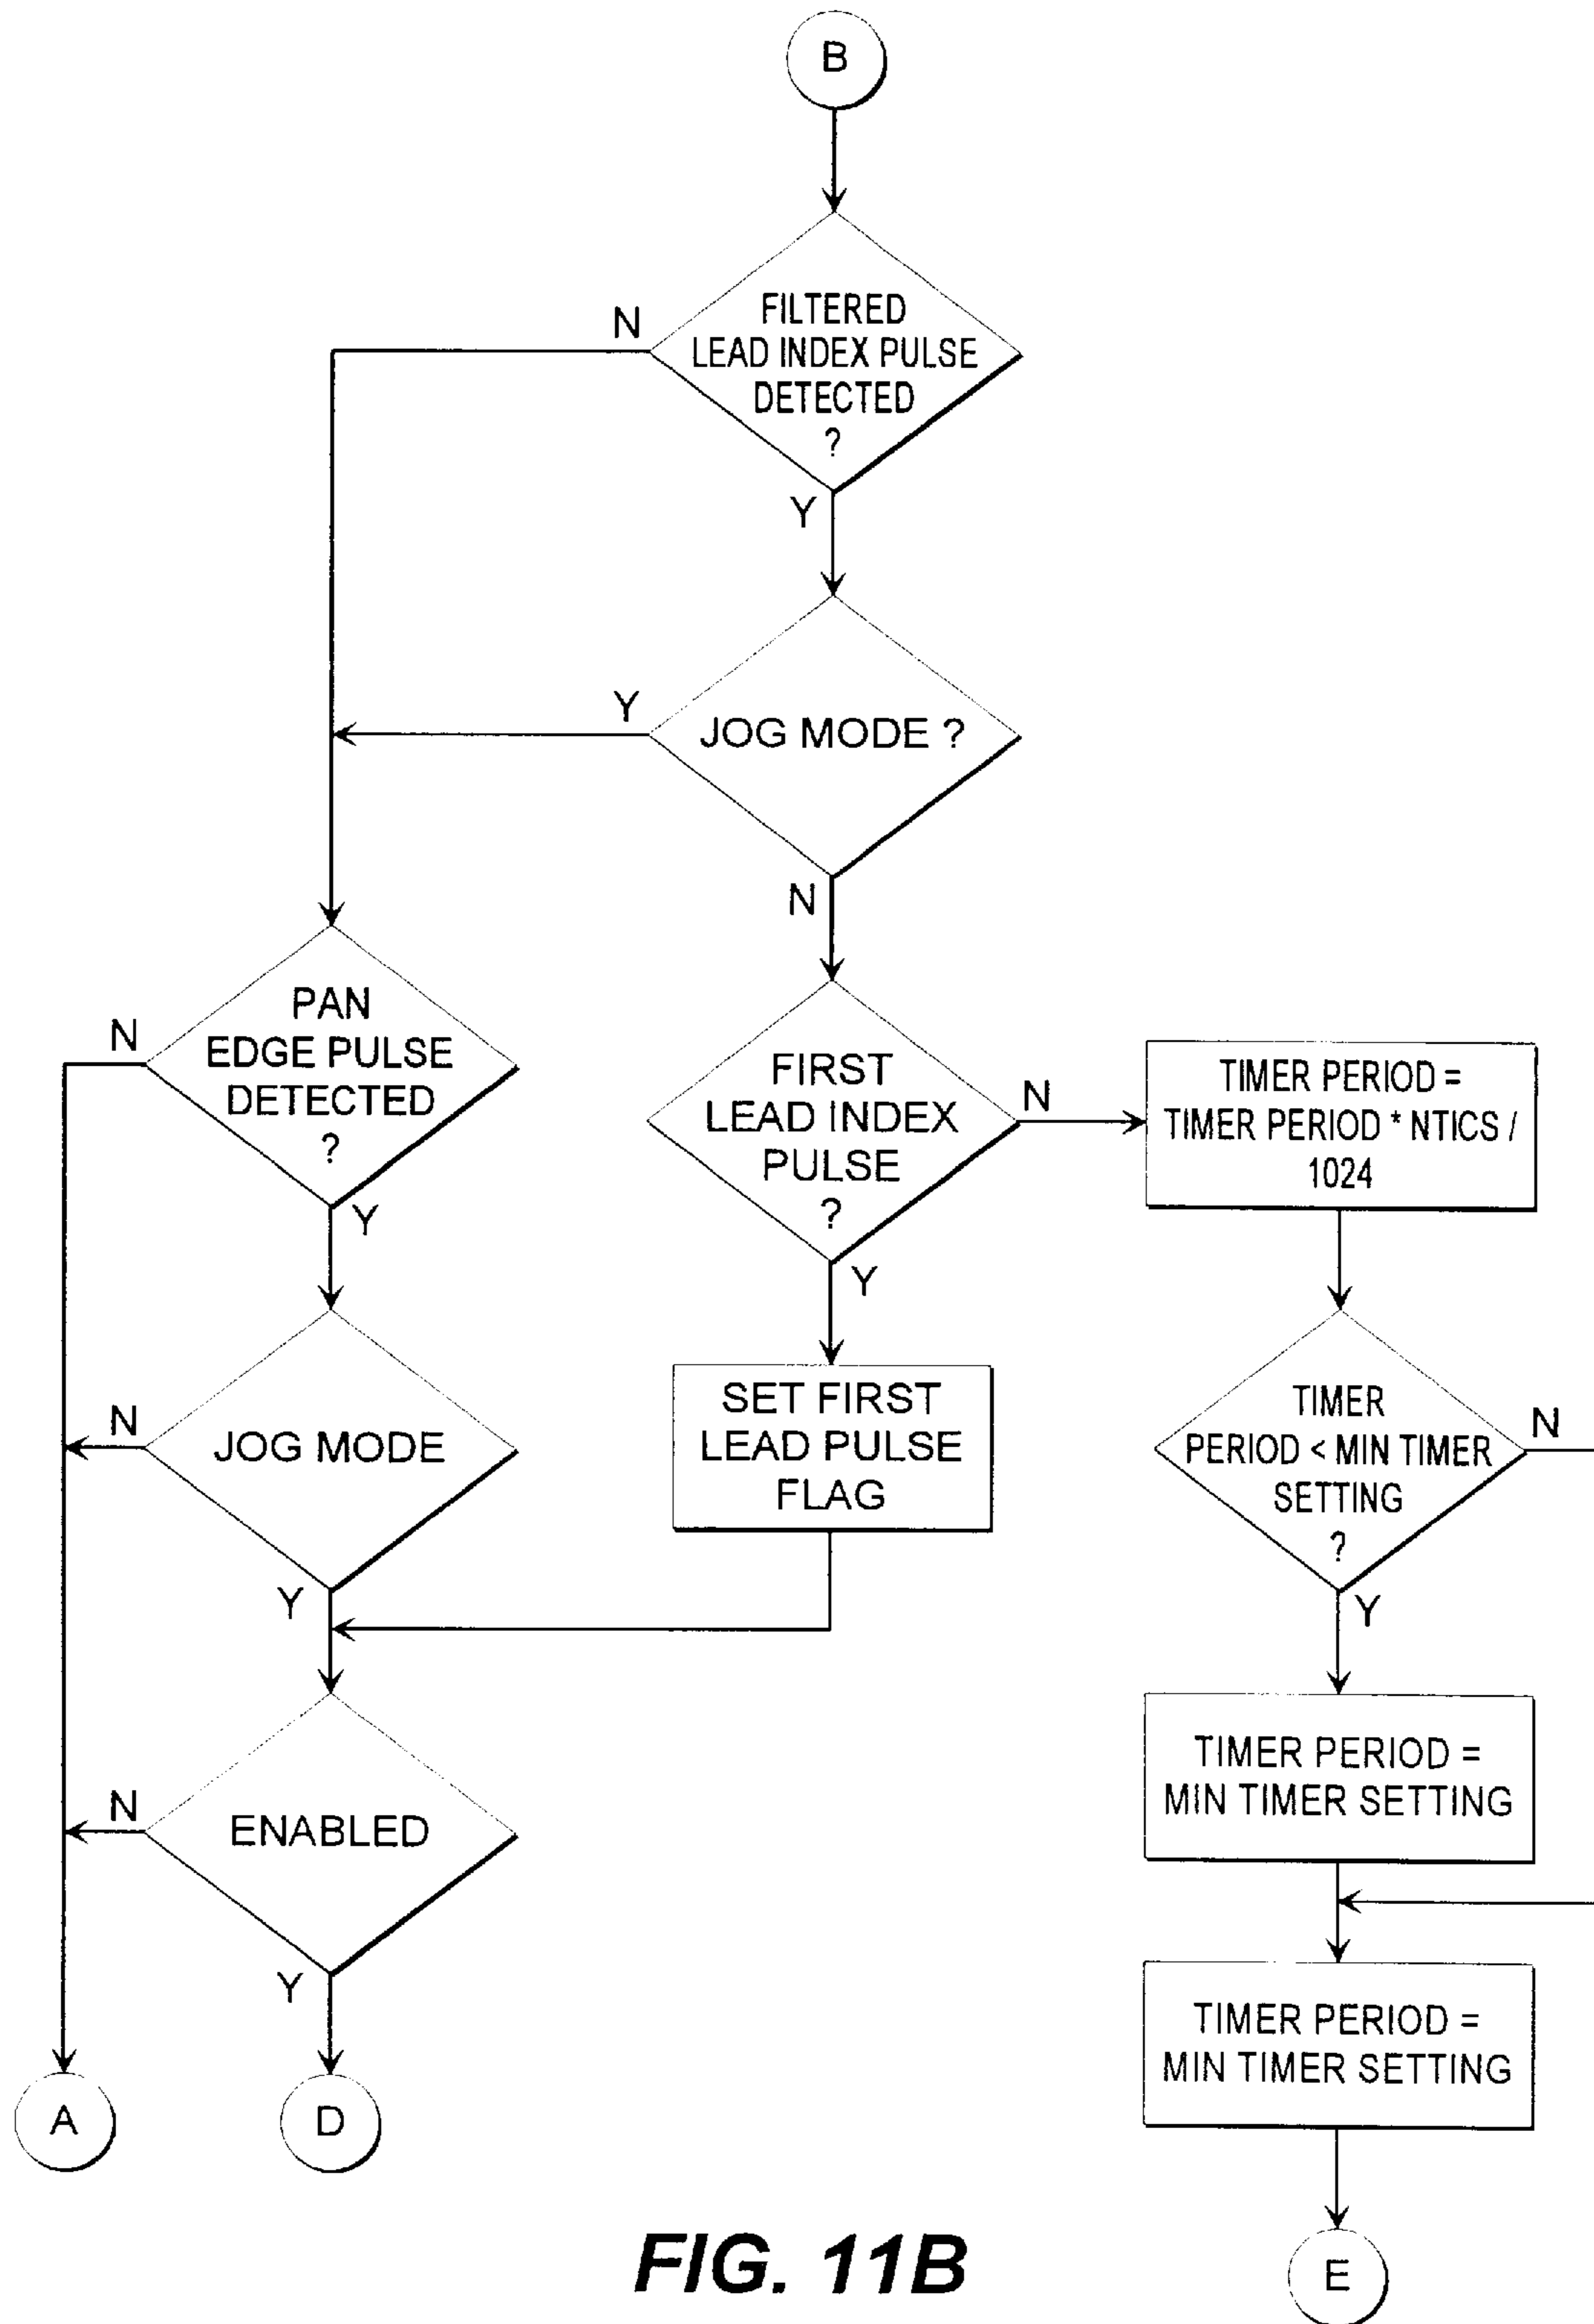 B
FILTERED
LEAD INDEX PULSE
DETECTED
?
N
Y
JOG MODE ?
Y
N
PAN
EDGE PULSE
DETECTED
?
N
Y
FIRST
LEAD INDEX
PULSE
?
N
Y
TIMER PERIOD =
TIMER PERIOD * NTICS /
1024
JOG MODE
N
Y
SET FIRST
LEAD PULSE
FLAG
TIMER
PERIOD < MIN TIMER
SETTING
?
N
Y
ENABLED
N
Y
TIMER PERIOD =
MIN TIMER SETTING
TIMER PERIOD =
MIN TIMER SETTING
A
D
E
FIG. 11B